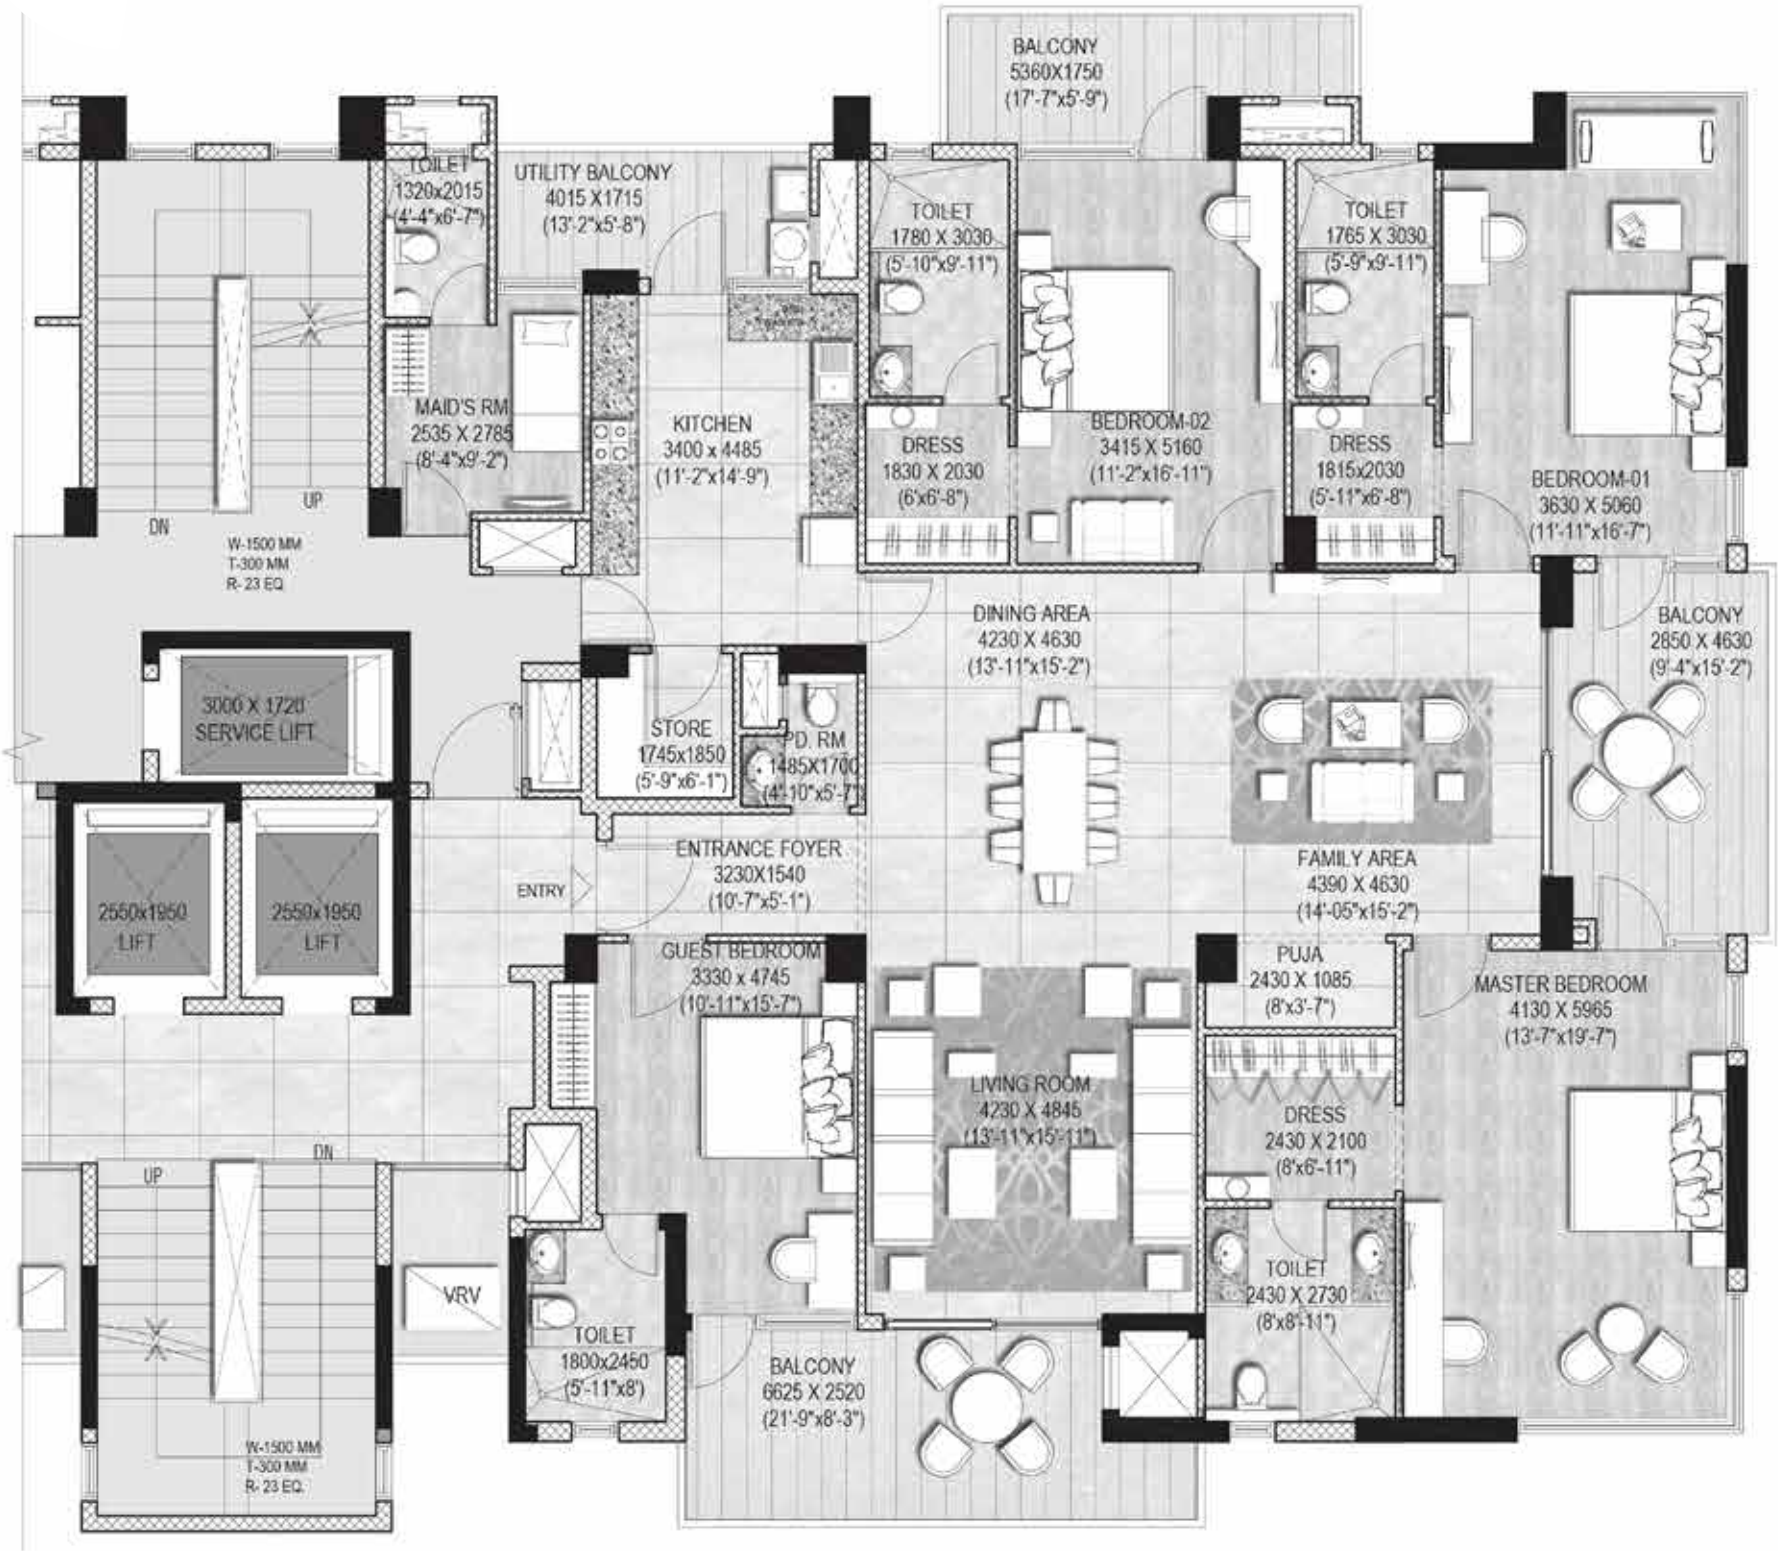 BALCONY
5360X1750
(17'-7"x5'-9")
TOILET
1320x2015
(4'-4"x6'-7")
UTILITY BALCONY
4015 X1715
(13'-2"x5'-8")
TOILET
1780 X 3030
(5'-10"x9'-11")
TOILET
1765 X 3030
(5'-9"x9'-11")
MAID'S RM
2535 X 2785
(8'-4"x9'-2")
KITCHEN
3400 x 4485
(11'-2"x14'-9")
DRESS
1830 X 2030
(6'x6'-8")
BEDROOM-02
3415 X 5160
(11'-2"x16'-11")
DRESS
1815x2030
(5'-11"x6'-8")
BEDROOM-01
3630 X 5060
(11'-11"x16'-7")
UP
DN
W-1500 MM
T-300 MM
R- 23 EQ
DINING AREA
4230 X 4630
(13'-11"x15'-2")
BALCONY
2850 X 4630
(9'-4"x15'-2")
3000 X 1720
SERVICE LIFT
STORE
1745x1850
(5'-9"x6'-1")
PD. RM
1485X1700
(4'-10"x5'-7")
ENTRANCE FOYER
3230X1540
(10'-7"x5'-1")
ENTRY
FAMILY AREA
4390 X 4630
(14'-05"x15'-2")
2550x1950
LIFT
2550x1950
LIFT
GUEST BEDROOM
3330 x 4745
(10'-11"x15'-7")
PUJA
2430 X 1085
(8'x3'-7")
MASTER BEDROOM
4130 X 5965
(13'-7"x19'-7")
LIVING ROOM
4230 X 4845
(13'-11"x15'-11")
DRESS
2430 X 2100
(8'x6'-11")
DN
UP
VRV
TOILET
2430 X 2730
(8'x8'-11")
TOILET
1800x2450
(5'-11"x8')
BALCONY
6625 X 2520
(21'-9"x8'-3")
W-1500 MM
T-300 MM
R- 23 EQ.